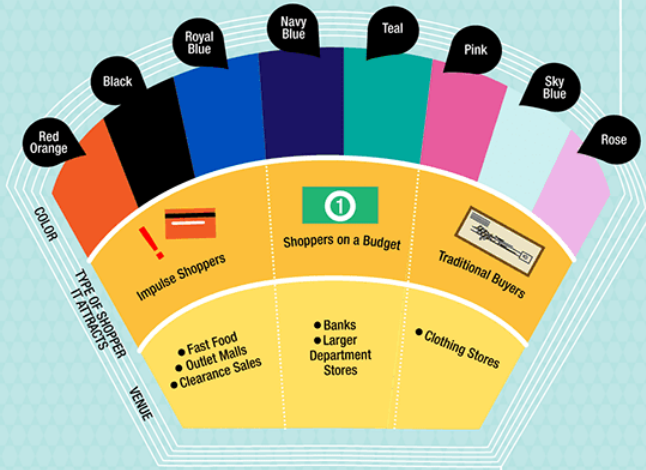 Red
Orange
Black
Royal
Blue
Navy
Blue
Teal
Pink
Sky
Blue
Rose
COLOR
Impulse Shoppers
1
Shoppers on a Budget
Traditional Buyers
TYPE OF SHOPPER
IT ATTRACTS
• Fast Food
• Outlet Malls
• Clearance Sales
• Banks
• Larger
Department
Stores
• Clothing Stores
VENUE